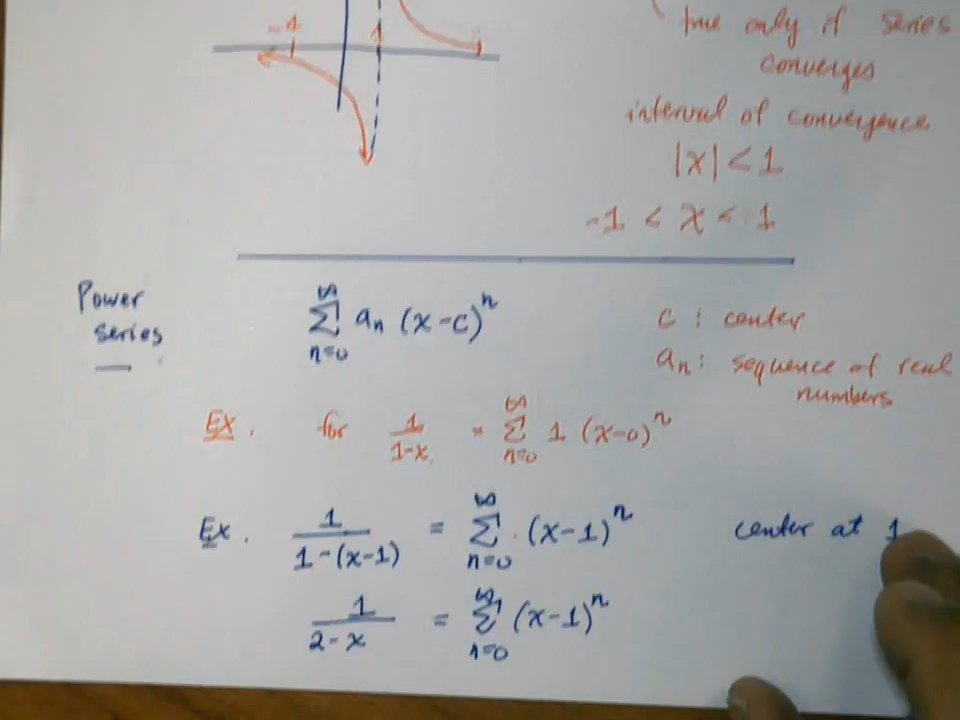 -1
1
true only if series
converges
interval of convergence
|x| < 1
-1 < x < 1
Power
series
∞
∑ aₙ (x-c)ⁿ
n=0
c : center
aₙ: sequence of real
numbers
Ex. for 1/(1-x) = ∑_{n=0}^{∞} 1 (x-0)ⁿ
Ex. 1/(1-(x-1)) = ∑_{n=0}^{∞} (x-1)ⁿ center at 1
1/(2-x) = ∑_{n=0}^{∞} (x-1)ⁿ